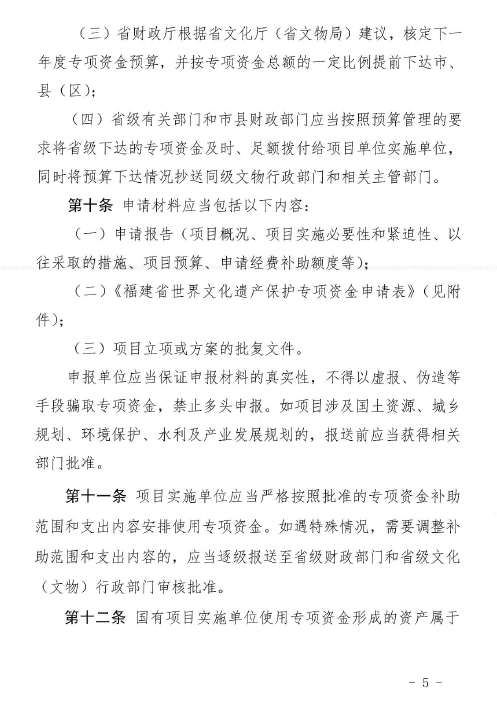 （三）省财政厅根据省文化厅（省文物局）建议，核定下一
年度专项资金预算，并按专项资金总额的一定比例提前下达市、
县（区）；
（四）省级有关部门和市县财政部门应当按照预算管理的要
求将省级下达的专项资金及时、足额拨付给项目单位实施单位，
同时将预算下达情况抄送同级文物行政部门和相关主管部门。
第十条 申请材料应当包括以下内容：
（一）申请报告（项目概况、项目实施必要性和紧迫性、以
往采取的措施、项目预算、申请经费补助额度等）；
（二）《福建省世界文化遗产保护专项资金申请表》（见附
件）；
（三）项目立项或方案的批复文件。
申报单位应当保证申报材料的真实性，不得以虚报、伪造等
手段骗取专项资金，禁止多头申报。如项目涉及国土资源、城乡
规划、环境保护、水利及产业发展规划的，报送前应当获得相关
部门批准。
第十一条 项目实施单位应当严格按照批准的专项资金补助
范围和支出内容安排使用专项资金。如遇特殊情况，需要调整补
助范围和支出内容的，应当逐级报送至省级财政部门和省级文化
（文物）行政部门审核批准。
第十二条 国有项目实施单位使用专项资金形成的资产属于
- 5 -